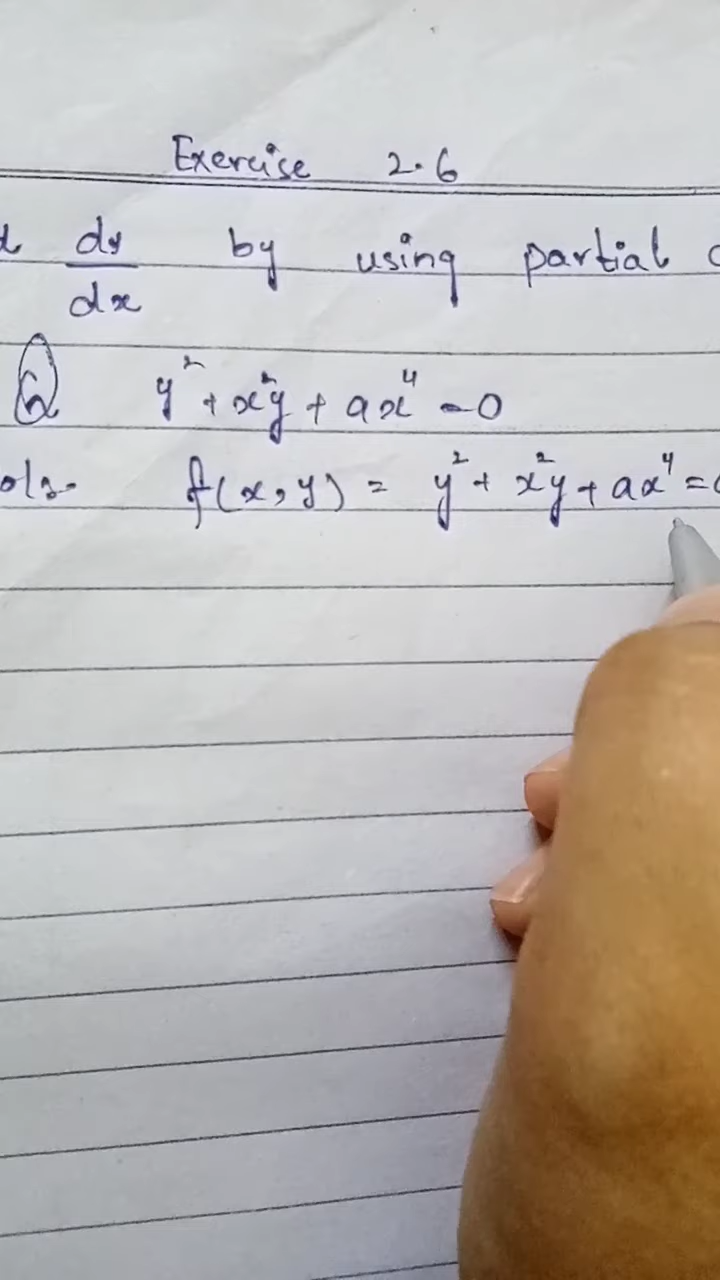 Exercise 2.6
dy/dx by using partial
y² + x²y + ax⁴ = 0
f(x,y) = y² + x²y + ax⁴ =